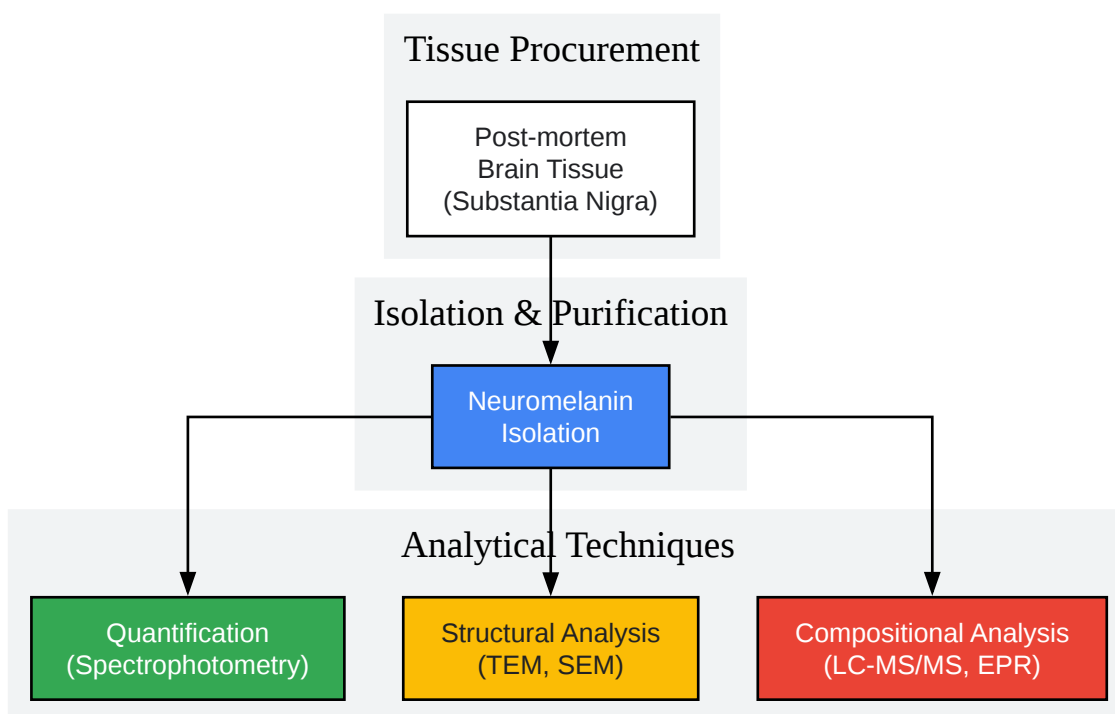 Tissue Procurement
Post-mortem
Brain Tissue
(Substantia Nigra)
Isolation & Purification
Neuromelanin
Isolation
Analytical Techniques
Quantification
(Spectrophotometry)
Structural Analysis
(TEM, SEM)
Compositional Analysis
(LC-MS/MS, EPR)